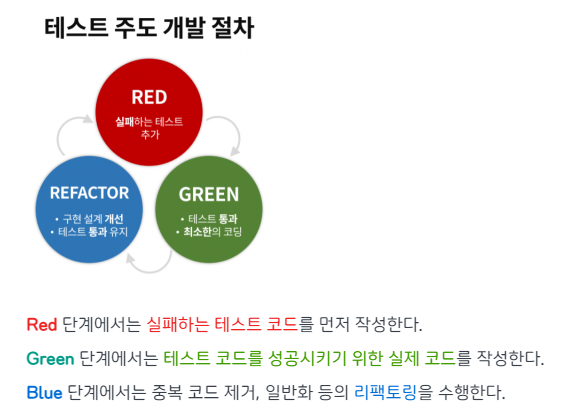 테스트 주도 개발 절차
RED
실패하는 테스트
추가
REFACTOR
• 구현 설계 개선
• 테스트 통과 유지
GREEN
• 테스트 통과
• 최소한의 코딩
Red 단계에서는 실패하는 테스트 코드를 먼저 작성한다.
Green 단계에서는 테스트 코드를 성공시키기 위한 실제 코드를 작성한다.
Blue 단계에서는 중복 코드 제거, 일반화 등의 리팩토링을 수행한다.